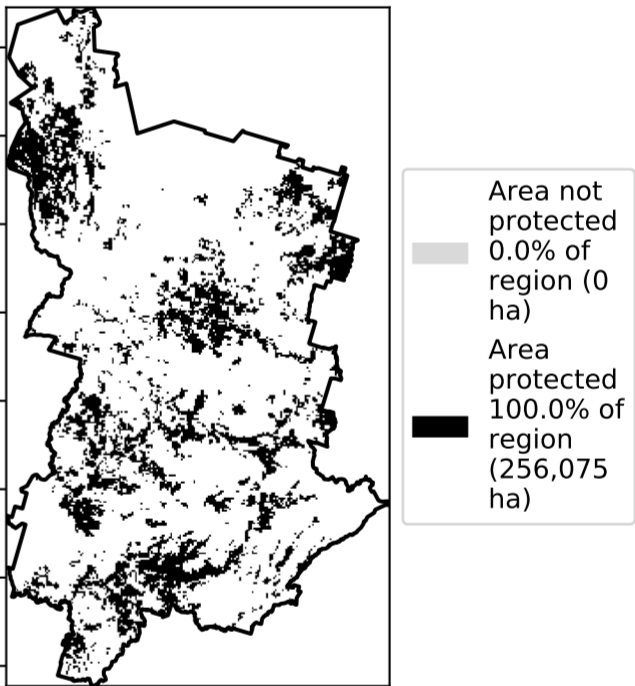 Area not
protected
0.0% of
region (0
ha)
Area
protected
100.0% of
region
(256,075
ha)